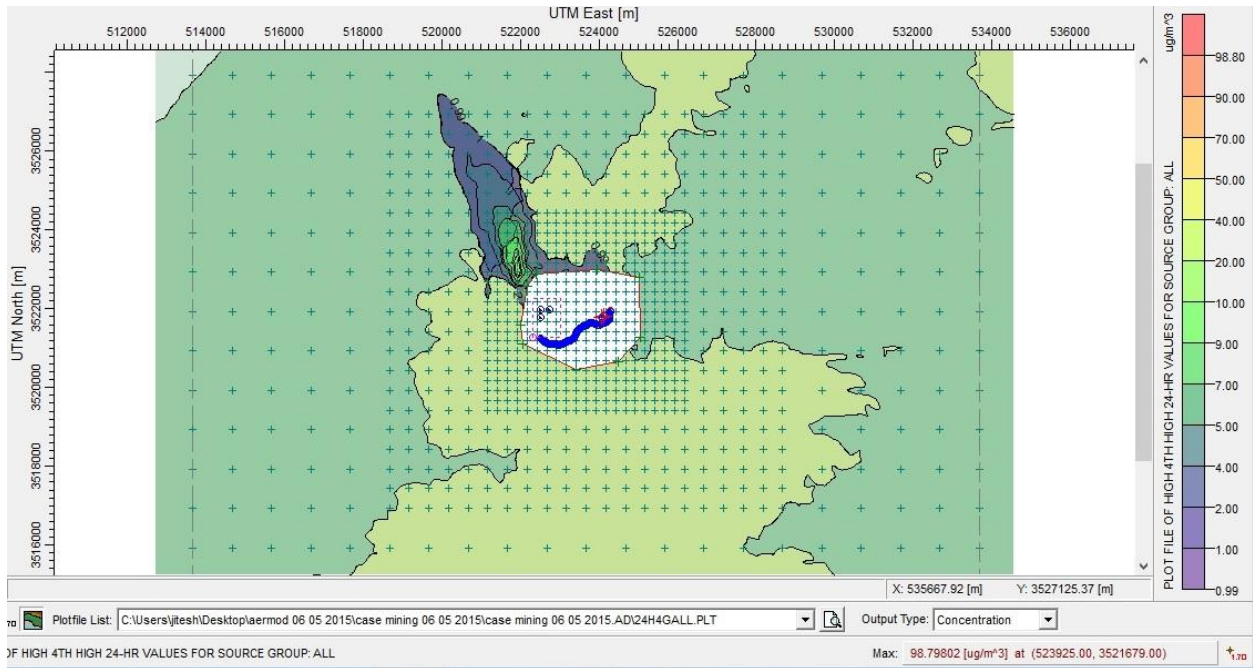 UTM East [m]
512000 514000 516000 518000 520000 522000 524000 526000 528000 530000 532000 534000 536000
UTM North [m]
3526000
3524000
3522000
3520000
3518000
3516000
ug/m^3
PLOT FILE OF HIGH 4TH HIGH 24-HR VALUES FOR SOURCE GROUP: ALL
98.80
90.00
70.00
50.00
40.00
20.00
10.00
9.00
7.00
5.00
4.00
2.00
1.00
0.99
X: 535667.92 [m] Y: 3527125.37 [m]
70 Plotfile List: C:\Users\jitesh\Desktop\aermod 06 05 2015\case mining 06 05 2015\case mining 06 05 2015.AD\24H4GALL.PLT Output Type: Concentration
OF HIGH 4TH HIGH 24-HR VALUES FOR SOURCE GROUP: ALL Max: 98.79802 [ug/m^3] at (523925.00, 3521679.00) 1.70